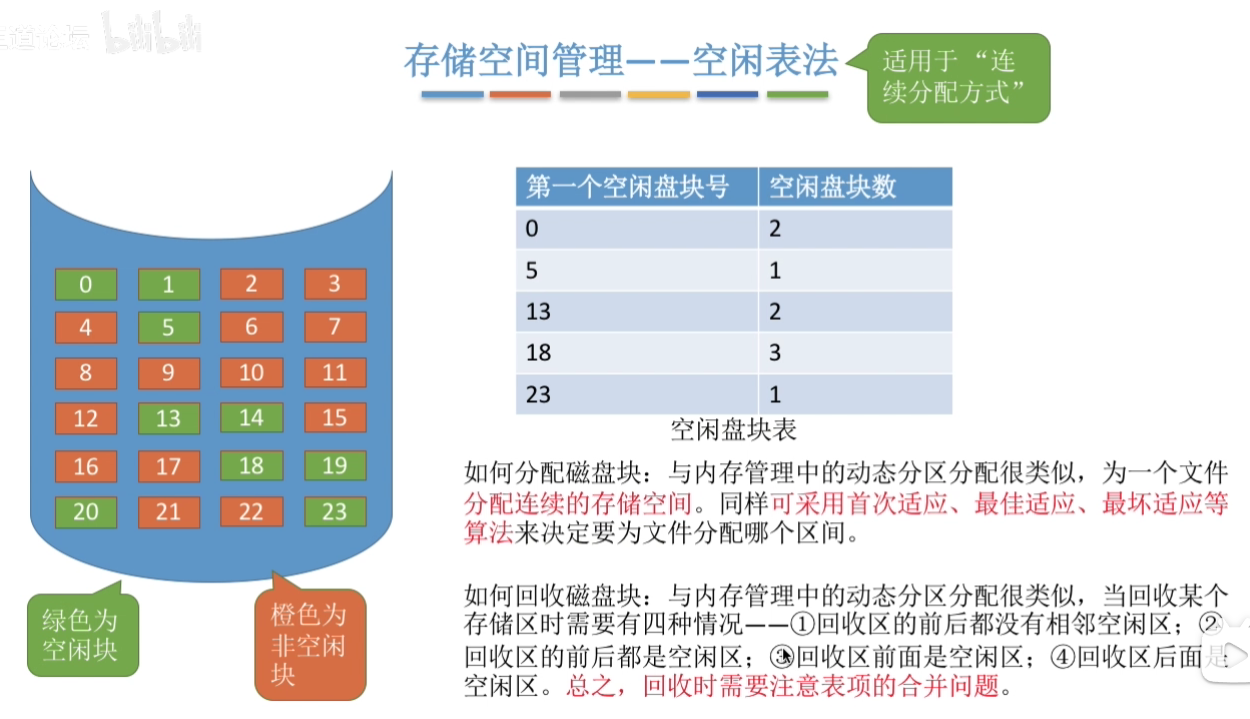 bilibili
存储空间管理——空闲表法
适用于“连
续分配方式”
第一个空闲盘块号 空闲盘块数
0 2
5 1
13 2
18 3
23 1
空闲盘块表
0 1 2 3
4 5 6 7
8 9 10 11
12 13 14 15
16 17 18 19
20 21 22 23
绿色为
空闲块
橙色为
非空闲
块
如何分配磁盘块：与内存管理中的动态分区分配很类似，为一个文件
分配连续的存储空间。同样可采用首次适应、最佳适应、最坏适应等
算法来决定要为文件分配哪个区间。
如何回收磁盘块：与内存管理中的动态分区分配很类似，当回收某个
存储区时需要有四种情况——①回收区的前后都没有相邻空闲区；②
回收区的前后都是空闲区；③回收区前面是空闲区；④回收区后面是
空闲区。总之，回收时需要注意表项的合并问题。